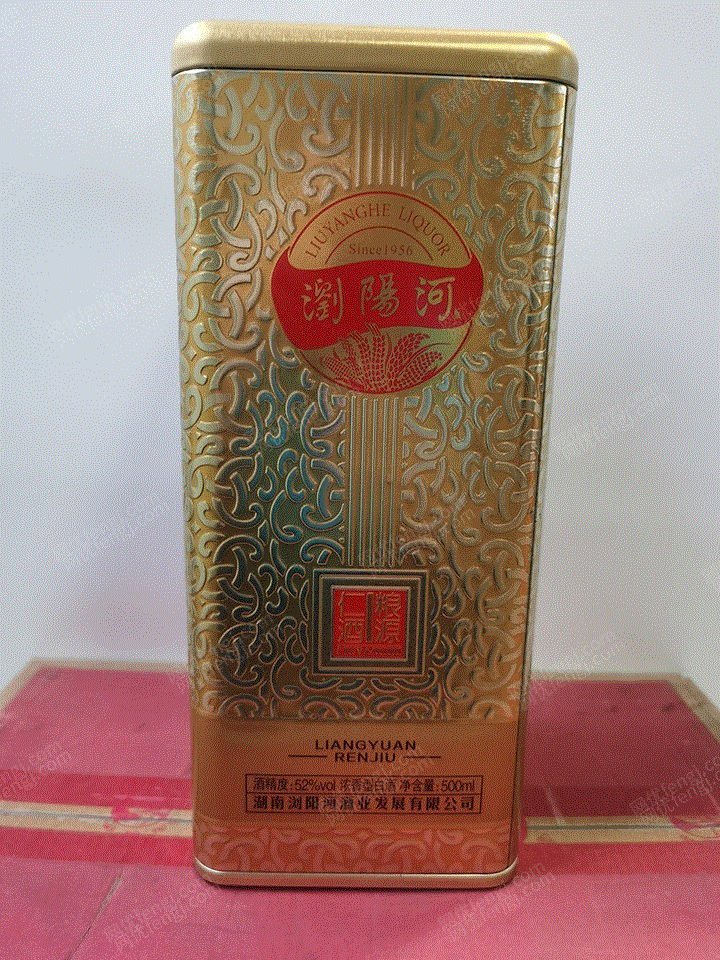 LIUYANGHE LIQUOR
Since1956
瀏陽河
粮源
仁酒
LIANGYUAN
RENJIU
酒精度:52%vol 浓香型白酒 净含量:500ml
湖南浏阳河酒业发展有限公司